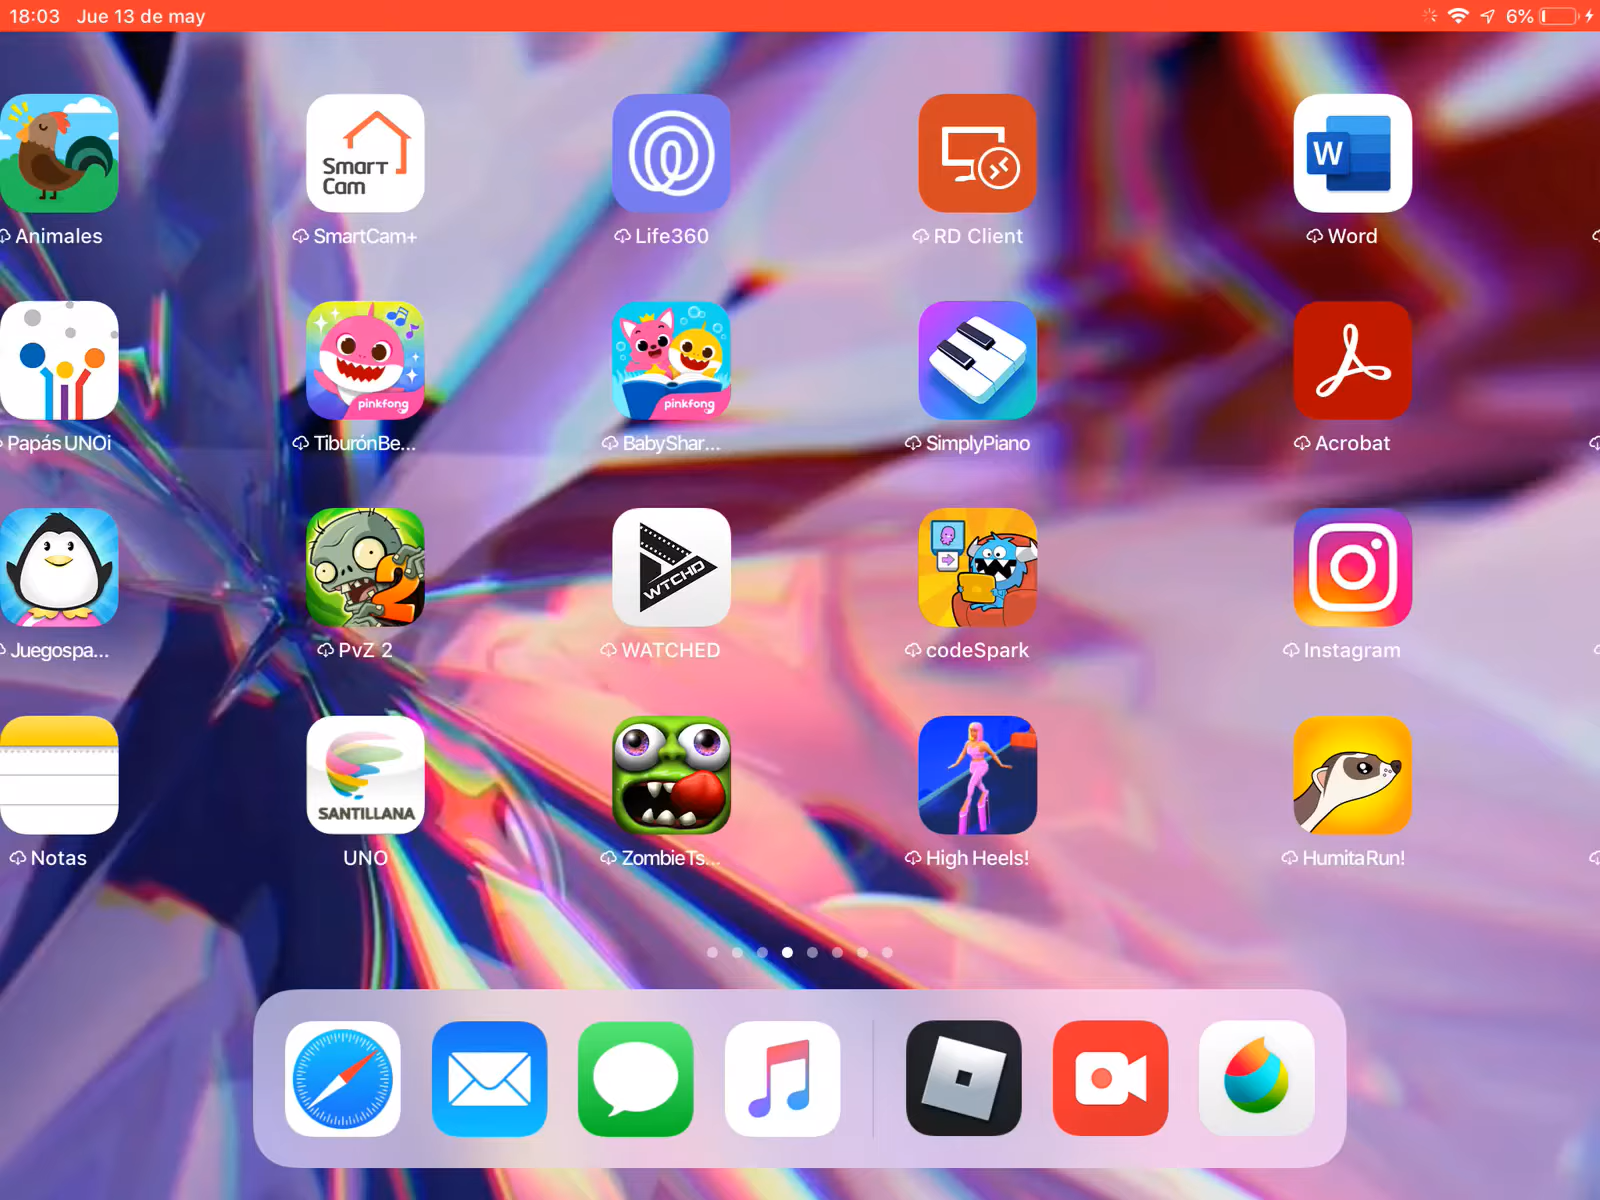 18:03 Jue 13 de may
6%
Smart
Cam
W
Animales
SmartCam+
Life360
RD Client
Word
pinkfong
pinkfong
Papás UNOi
TiburónBe...
BabyShar...
SimplyPiano
Acrobat
2
WTCHD
Juegospa...
PvZ 2
WATCHED
codeSpark
Instagram
SANTILLANA
Notas
UNO
ZombieTs...
High Heels!
HumitaRun!